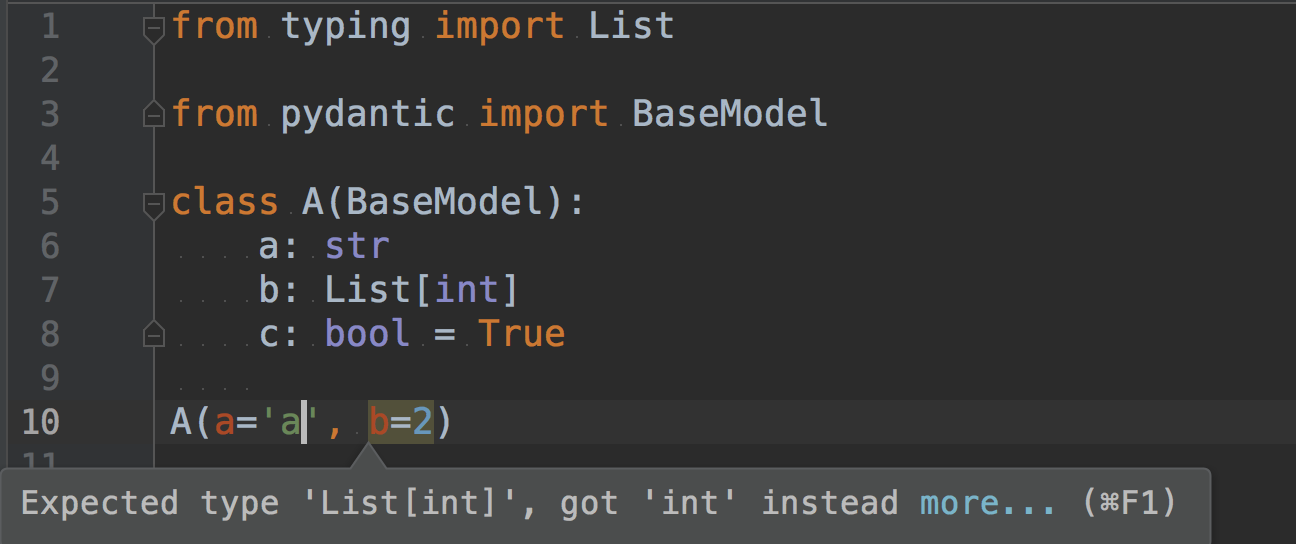 1 from typing import List
2
3 from pydantic import BaseModel
4
5 class A(BaseModel):
6     a: str
7     b: List[int]
8     c: bool = True
9
10 A(a='a', b=2)
11
Expected type 'List[int]', got 'int' instead more... (⌘F1)